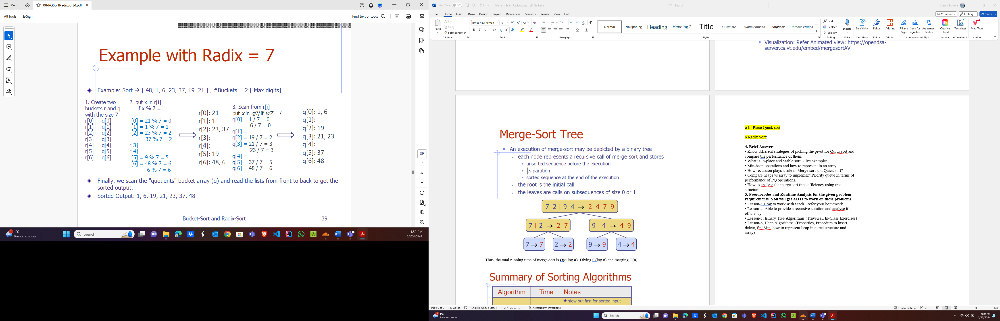 Menu
08-PQSortRadixSort-1.pdf
All tools E-Sign
Find text or tools
Example with Radix = 7
Example: Sort → [ 48, 1, 6, 23, 37, 19 ,21 ] , #Buckets = 2 [ Max digits]
1. Create two
buckets r and q
with the size 7
r[0] q[0]
r[1] q[1]
r[2] q[2]
r[3] q[3]
r[4] q[4]
r[5] q[5]
r[6] q[6]
2. put x in r[i]
if x % 7 = i
r[0] = 21 % 7 = 0
r[1] = 1 % 7 = 1
r[2] = 23 % 7 = 2
37 % 7 = 2
r[3] =
r[4] =
r[5] = 9 % 7 = 5
r[6] = 48 % 7 = 6
6 % 7 = 6
r[0]: 21
r[1]: 1
r[2]: 23, 37
r[3]:
r[4]:
r[5]: 19
r[6]: 48, 6
3. Scan from r[i]
put x in q[i] if x/7 = i
q[0] = 1 / 7 = 0
6 / 7 = 0
q[1] =
q[2] = 19 / 7 = 2
q[3] = 21 / 7 = 3
23 / 7 = 3
q[4] =
q[5] = 37 / 7 = 5
q[6] = 48 / 7 = 6
q[0]: 1, 6
q[1]:
q[2]: 19
q[3]: 21, 23
q[4]:
q[5]: 37
q[6]: 48
Finally, we scan the "quotients" bucket array (q) and read the lists from front to back to get the
sorted output.
Sorted Output: 1, 6, 19, 21, 23, 37, 48
Bucket-Sort and Radix-Sort 39
39
51
1°C
Rain and snow
Search
4:59 PM
1/25/2024
AutoSave Off
Midterm Exam Review.docx No Label
Search
Suresh Bamma
File Home Insert Draw Design Layout References Mailings Review View Help
Comments Editing Share
Paste
Cut
Copy
Format Painter
Clipboard
Times New Roman 10
Font
Paragraph
Normal No Spacing Heading Heading 2 Title Subtitle Subtle Emphas Emphasis Intense Empha
Styles
Find
Replace
Select
Editing
Dictate
Voice
Sensitivity
Sensitivity
Editor
Editor
Add-ins
Add-ins
Fill and Sign
Send for Signature
Agreement Status
Adobe Acrobat Sign
Creative Cloud
Adobe
Templates
officeatwork
MathType
Add-in
Visualization: Refer Animated view: https://opendsa-
server.cs.vt.edu/embed/mergesortAV
Merge-Sort Tree
An execution of merge-sort may be depicted by a binary tree
each node represents a recursive call of merge-sort and stores
unsorted sequence before the execution
its partition
sorted sequence at the end of the execution
the root is the initial call
the leaves are calls on subsequences of size 0 or 1
7 2 | 9 4 → 2 4 7 9
7 | 2 → 2 7
9 | 4 → 4 9
7 → 7
2 → 2
9 → 9
4 → 4
Thus, the total running time of merge-sort is O(n log n). Diving O(log n) and merging O(n).
Summary of Sorting Algorithms
Algorithm Time Notes
slow but fast for sorted input
o In-Place Quick sort
o Radix Sort:
4. Brief Answers
• Know different strategies of picking the pivot for QuickSort and
compare the performance of them.
• What is In-place and Stable sort. Give examples.
• Min-heap operations and how to represent in an array.
• How recursion plays a role in Merge sort and Quick sort?
• Compare heaps vs array to implement Priority queue in terms of
performance of PQ operations.
• How to analyse the merge sort time efficiency using tree
structure.
5. Pseudocodes and Runtime Analysis for the given problem
requirements. You will get ADTs to work on these problems.
• Lesson-3,How to work with Stack. Refer your homework.
• Lesson-4, Able to provide a recursive solution and analyse it's
efficiency.
• Lesson-5, Binary Tree Algorithms (Traversal, In-Class Exercises)
• Lesson-6, Heap Algorithms. (Properties, Procedure to insert,
delete, findMin, how to represent heap in a tree structure and
array)
Page 6 of 6 746 words English (United States) Text Predictions: On Accessibility: Investigate
Display Settings Focus 140%
1°C
Rain and snow
Search
4:59 PM
1/25/2024